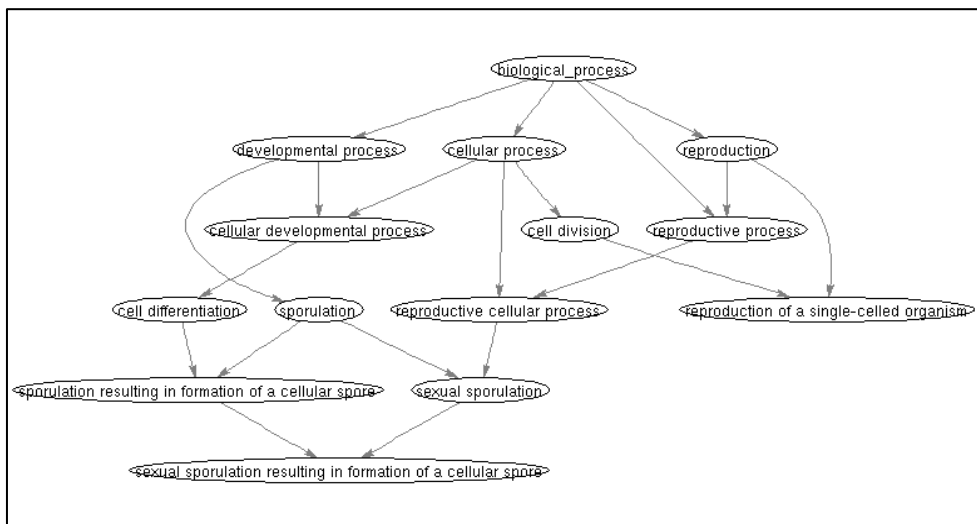 biological_process
developmental process
cellular process
reproduction
cellular developmental process
cell division
reproductive process
cell differentiation
sporulation
reproductive cellular process
reproduction of a single-celled organism
sporulation resulting in formation of a cellular spore
sexual sporulation
sexual sporulation resulting in formation of a cellular spore